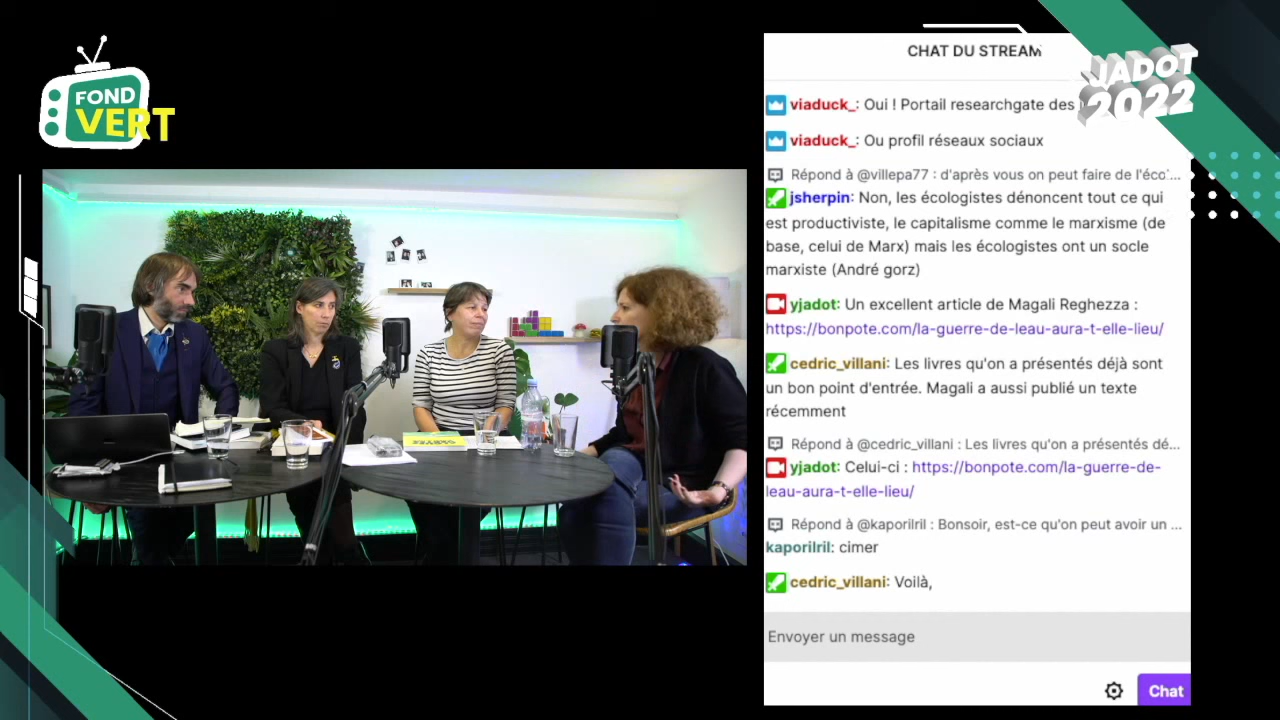 FOND
VERT
CHAT DU STREAM
JADOT
2022
viaduck_: Oui ! Portail researchgate des
viaduck_: Ou profil réseaux sociaux
Répond à @villepa77 : d'après vous on peut faire de l'éco...
jsherpin: Non, les écologistes dénoncent tout ce qui
est productiviste, le capitalisme comme le marxisme (de
base, celui de Marx) mais les écologistes ont un socle
marxiste (André gorz)
yjadot: Un excellent article de Magali Reghezza :
https://bonpote.com/la-guerre-de-leau-aura-t-elle-lieu/
cedric_villani: Les livres qu'on a présentés déjà sont
un bon point d'entrée. Magali a aussi publié un texte
récemment
Répond à @cedric_villani : Les livres qu'on a présentés dé...
yjadot: Celui-ci : https://bonpote.com/la-guerre-de-
leau-aura-t-elle-lieu/
Répond à @kaporilril : Bonsoir, est-ce qu'on peut avoir un ...
kaporilril: cimer
cedric_villani: Voilà,
Envoyer un message
Chat